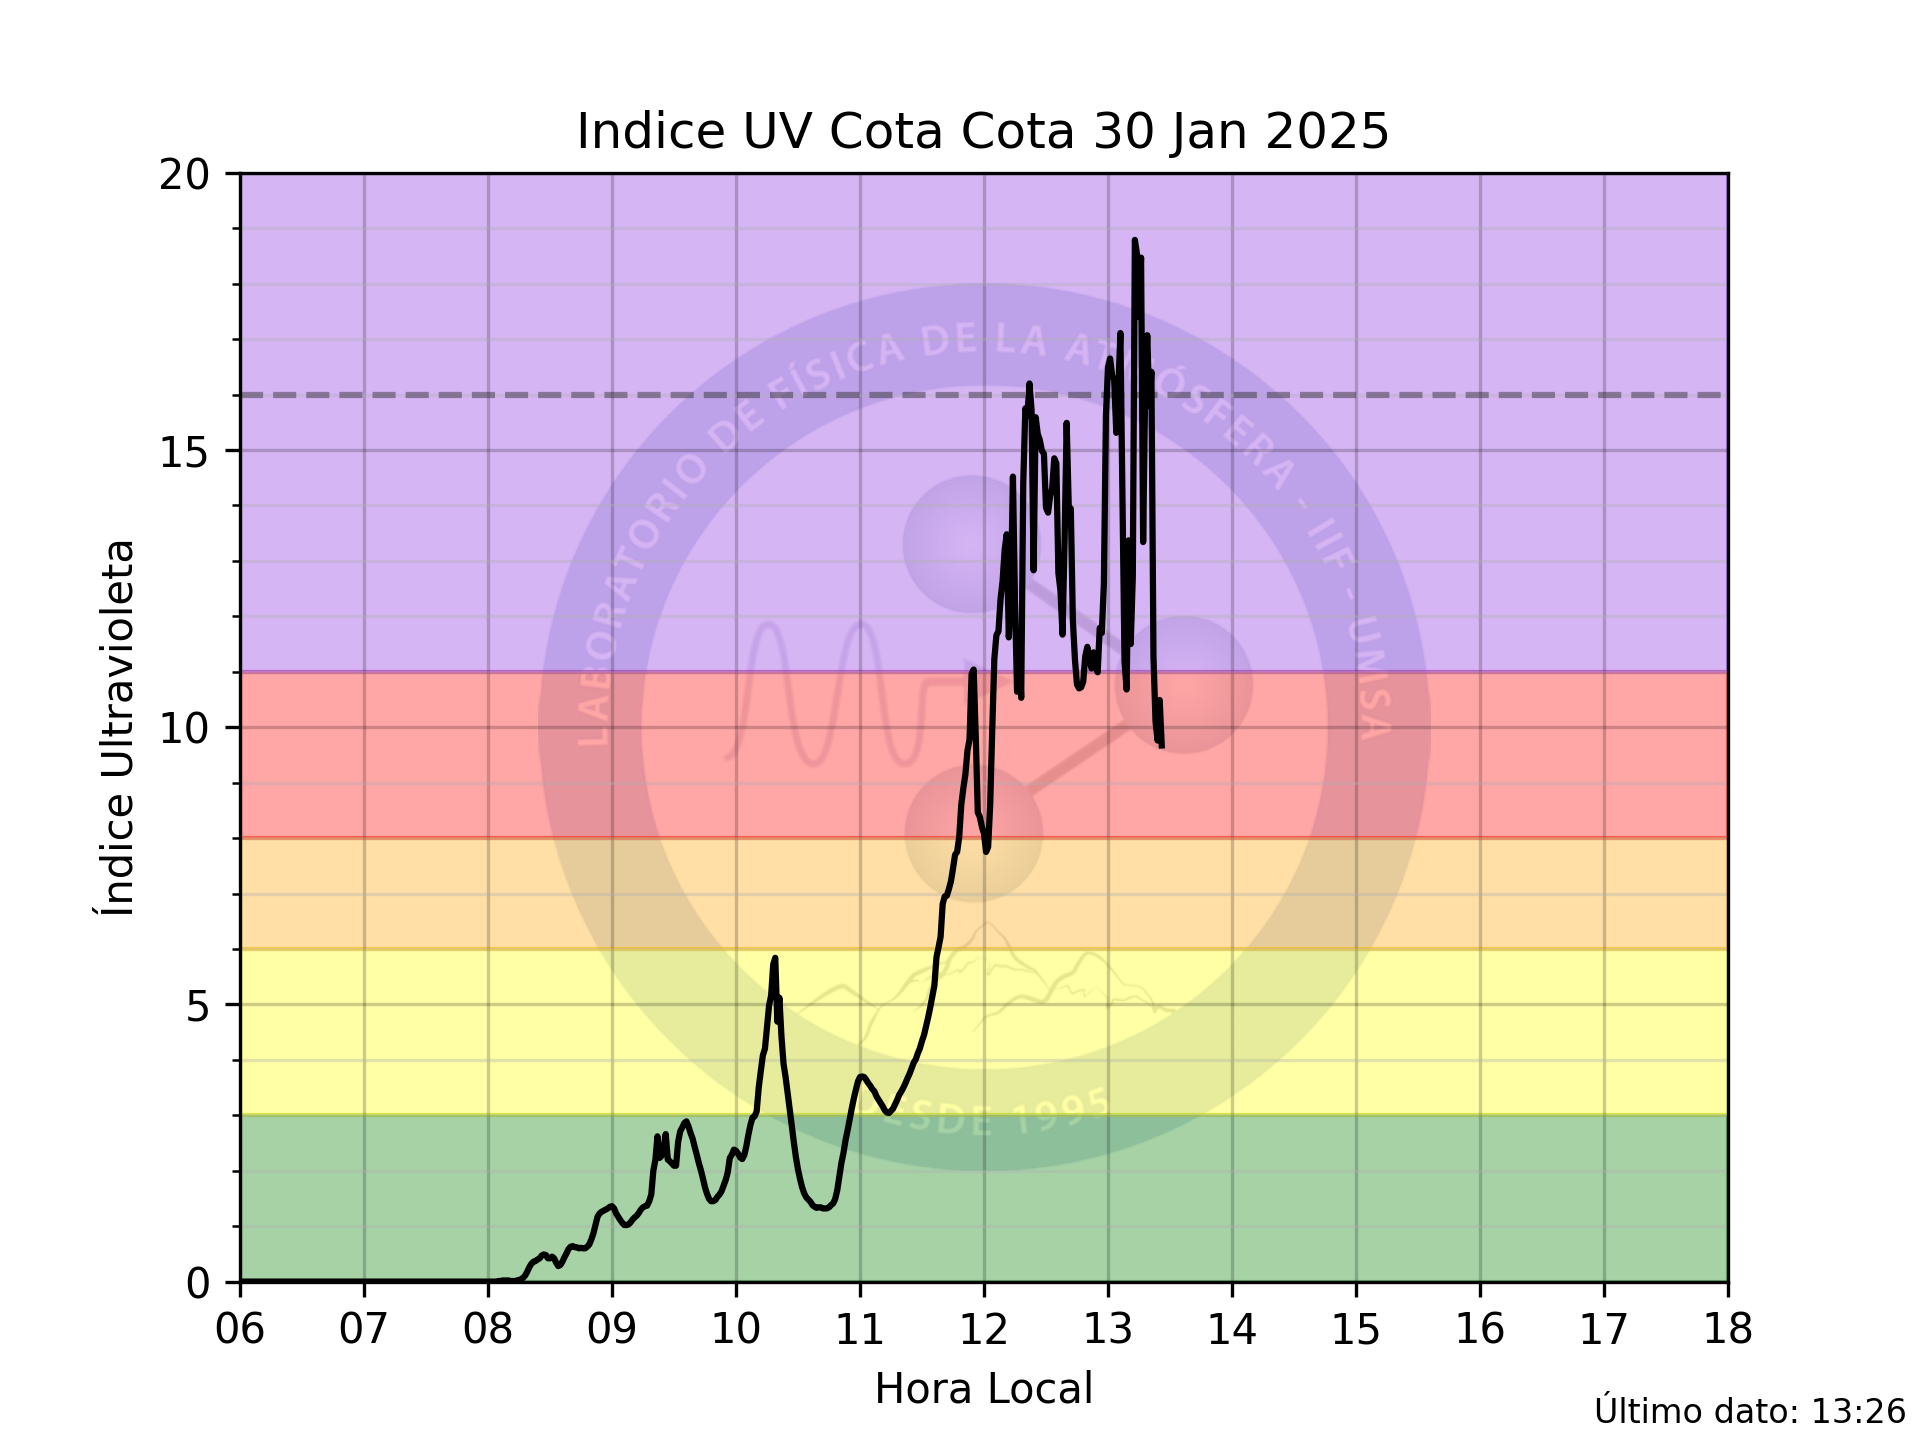 Indice UV Cota Cota 30 Jan 2025
20
15
10
5
0
Índice Ultravioleta
LABORATORIO DE FÍSICA DE LA ATMÓSFERA - IIF - UMSA
DESDE 1995
06 07 08 09 10 11 12 13 14 15 16 17 18
Hora Local
Último dato: 13:26